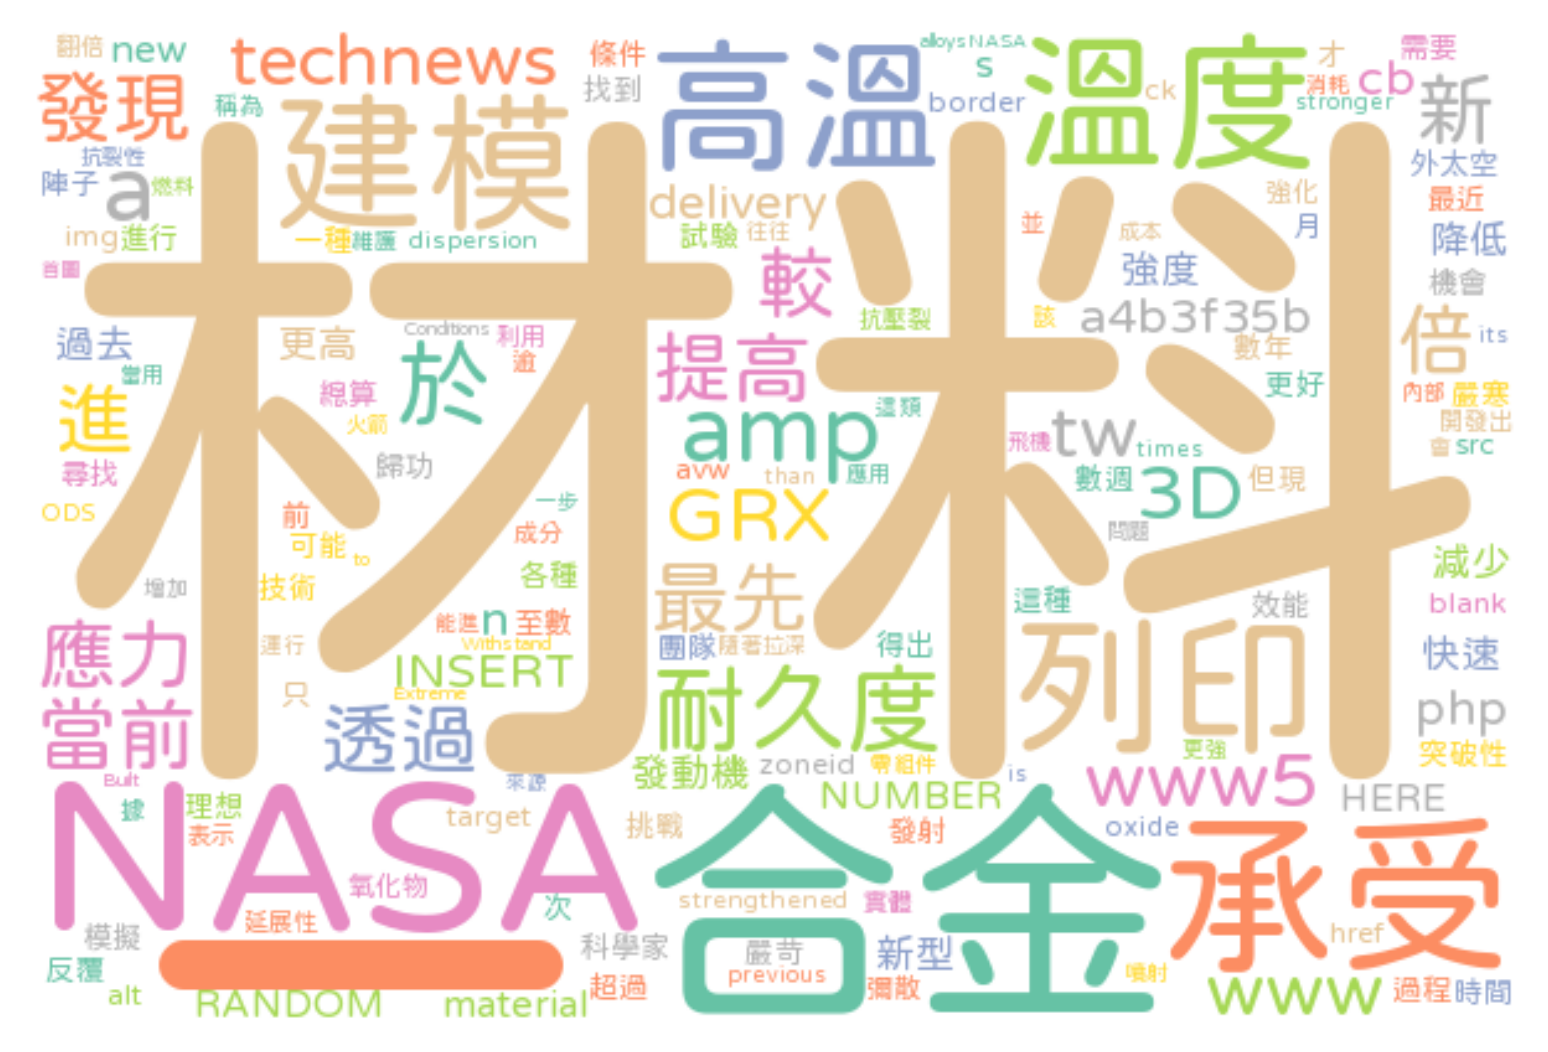 翻倍
new
technews
條件
高溫
alloys NASA
s
溫度
才
需要
發現
稱為
建模
找到
border
ck
消耗
cb
stronger
新
抗裂性
陣子
a
燃料
材料
delivery
強化
外太空
最近
img
進行
一種
維護
dispersion
試驗
往往
並
成本
月
降低
首圖
較
強度
機會
過去
更高
Conditions
利用
抗壓裂
該
a4b3f35b
倍
its
當用
於
逾
提高
數年
更好
進
總算
火箭
amp
這類
內部
嚴寒
開發出
尋找
歸功
avw
than
應用
飛機
tw
times
會
src
ODS
前
一步
GRX
數週
3D
但現
可能
to
成分
問題
減少
增加
技術
各種
最先
這種
效能
blank
應力
運行
能進
n
至數
Withstand
團隊
隨著拉深
得出
列印
快速
只
INSERT
Extreme
當前
透過
耐久度
php
更強
突破性
Built
來源
發動機
zoneid
零組件
is
www5
NASA
據
理想
表示
target
挑戰
合金
NUMBER
發射
oxide
HERE
承受
氧化物
延展性
次
strengthened
實體
href
模擬
一
科學家
嚴苛
新型
反覆
previous
噴射
alt
RANDOM
material
超過
彌散
www
過程
時間